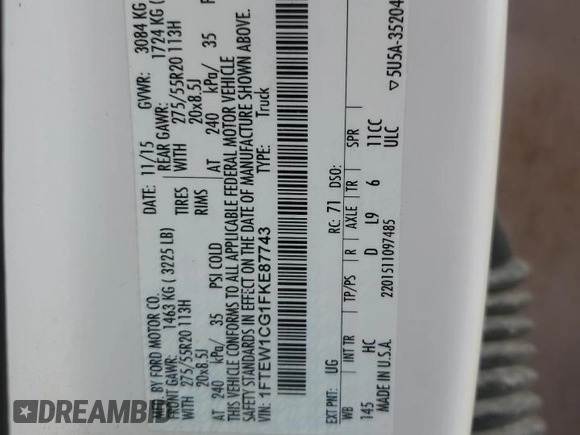 MFD. BY FORD MOTOR CO.
DATE: 11/15 GVWR: 3084 KG
FRONT GAWR: 1463 KG ( 3225 LB) REAR GAWR: 1724 KG
WITH 275/55R20 113H TIRES WITH 275/55R20 113H
20x8.5J RIMS 20x8.5J
AT 240 kPa/ 35 PSI COLD AT 240 kPa/ 35 P
THIS VEHICLE CONFORMS TO ALL APPLICABLE FEDERAL MOTOR VEHICLE
SAFETY STANDARDS IN EFFECT ON THE DATE OF MANUFACTURE SHOWN ABOVE.
VIN: 1FTEW1CG1FKE87743 TYPE: Truck
EXT PNT: UG RC: 71 DSO:
WB INT TR TP/PS R AXLE TR SPR
145 HC D L9 6 11CC
MADE IN U.S.A. 2201511097485 ULC
▽5U5A-35204
DREAMBID